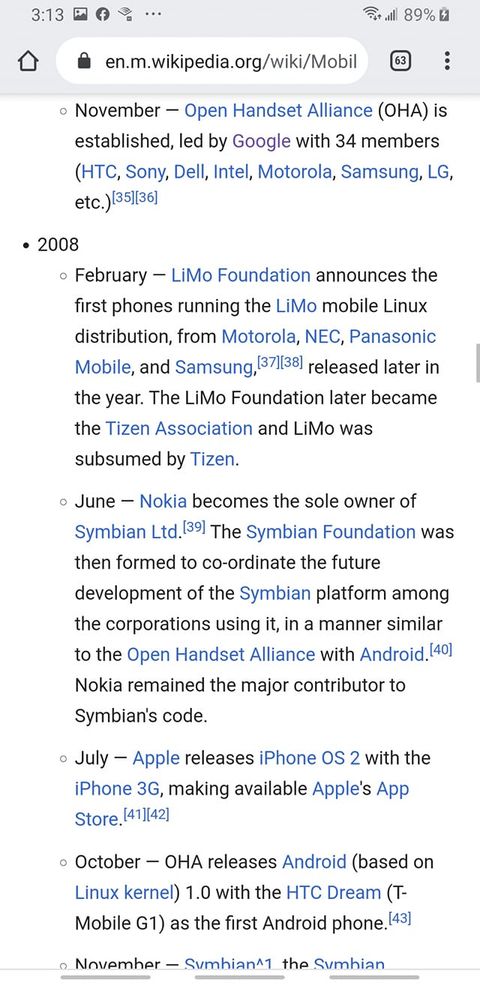 3:13 89%
en.m.wikipedia.org/wiki/Mobil 63
◦ November — Open Handset Alliance (OHA) is
established, led by Google with 34 members
(HTC, Sony, Dell, Intel, Motorola, Samsung, LG,
etc.)[35][36]
• 2008
◦ February — LiMo Foundation announces the
first phones running the LiMo mobile Linux
distribution, from Motorola, NEC, Panasonic
Mobile, and Samsung,[37][38] released later in
the year. The LiMo Foundation later became
the Tizen Association and LiMo was
subsumed by Tizen.
◦ June — Nokia becomes the sole owner of
Symbian Ltd.[39] The Symbian Foundation was
then formed to co-ordinate the future
development of the Symbian platform among
the corporations using it, in a manner similar
to the Open Handset Alliance with Android.[40]
Nokia remained the major contributor to
Symbian's code.
◦ July — Apple releases iPhone OS 2 with the
iPhone 3G, making available Apple's App
Store.[41][42]
◦ October — OHA releases Android (based on
Linux kernel) 1.0 with the HTC Dream (T-
Mobile G1) as the first Android phone.[43]
◦ November — Symbian^1, the Symbian